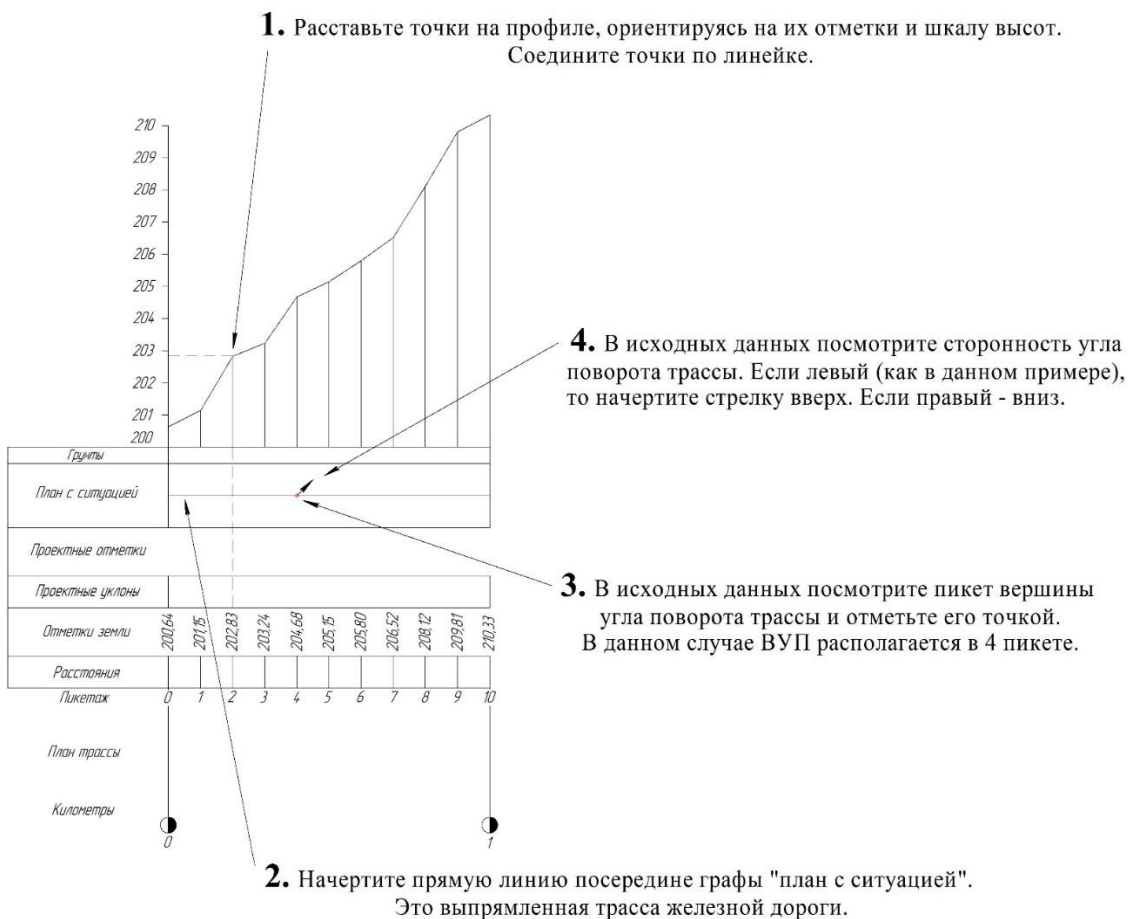 1. Расставьте точки на профиле, ориентируясь на их отметки и шкалу высот.
Соедините точки по линейке.
210
209
208
207
206
205
204
203
202
201
200
4. В исходных данных посмотрите сторонность угла
поворота трассы. Если левый (как в данном примере),
то начертите стрелку вверх. Если правый - вниз.
Грунты
План с ситуацией
Проектные отметки
Проектные уклоны
3. В исходных данных посмотрите пикет вершины
угла поворота трассы и отметьте его точкой.
В данном случае ВУП располагается в 4 пикете.
Отметки земли 200,64 201,15 202,83 203,24 204,68 205,15 205,80 206,52 208,12 209,81 210,33
Расстояния
Пикетаж 0 1 2 3 4 5 6 7 8 9 10
План трассы
Километры
0 1
2. Начертите прямую линию посередине графы "план с ситуацией".
Это выпрямленная трасса железной дороги.